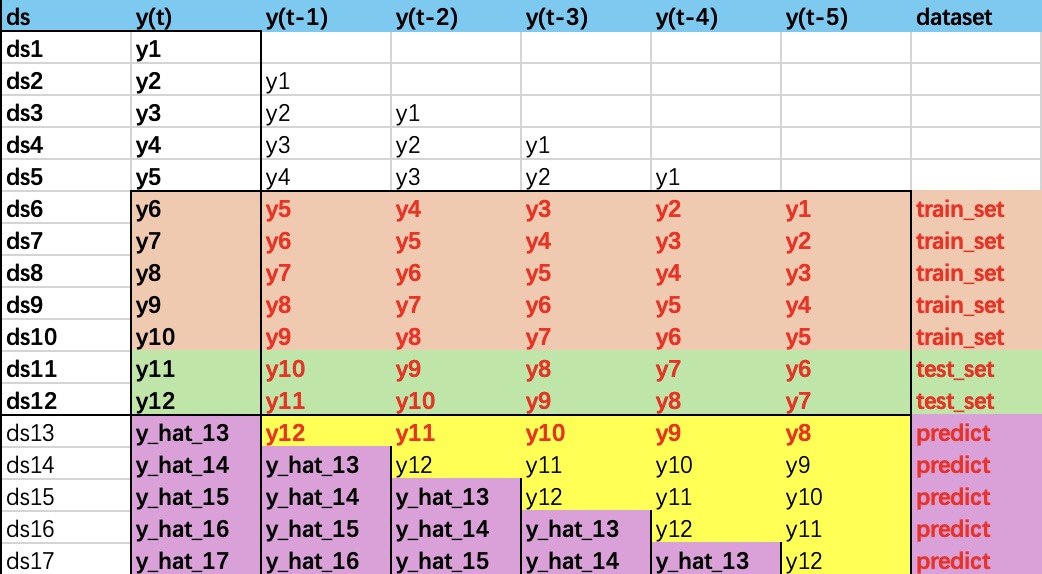 ds y(t) y(t-1) y(t-2) y(t-3) y(t-4) y(t-5) dataset
ds1 y1
ds2 y2 y1
ds3 y3 y2 y1
ds4 y4 y3 y2 y1
ds5 y5 y4 y3 y2 y1
ds6 y6 y5 y4 y3 y2 y1 train_set
ds7 y7 y6 y5 y4 y3 y2 train_set
ds8 y8 y7 y6 y5 y4 y3 train_set
ds9 y9 y8 y7 y6 y5 y4 train_set
ds10 y10 y9 y8 y7 y6 y5 train_set
ds11 y11 y10 y9 y8 y7 y6 test_set
ds12 y12 y11 y10 y9 y8 y7 test_set
ds13 y_hat_13 y12 y11 y10 y9 y8 predict
ds14 y_hat_14 y_hat_13 y12 y11 y10 y9 predict
ds15 y_hat_15 y_hat_14 y_hat_13 y12 y11 y10 predict
ds16 y_hat_16 y_hat_15 y_hat_14 y_hat_13 y12 y11 predict
ds17 y_hat_17 y_hat_16 y_hat_15 y_hat_14 y_hat_13 y12 predict